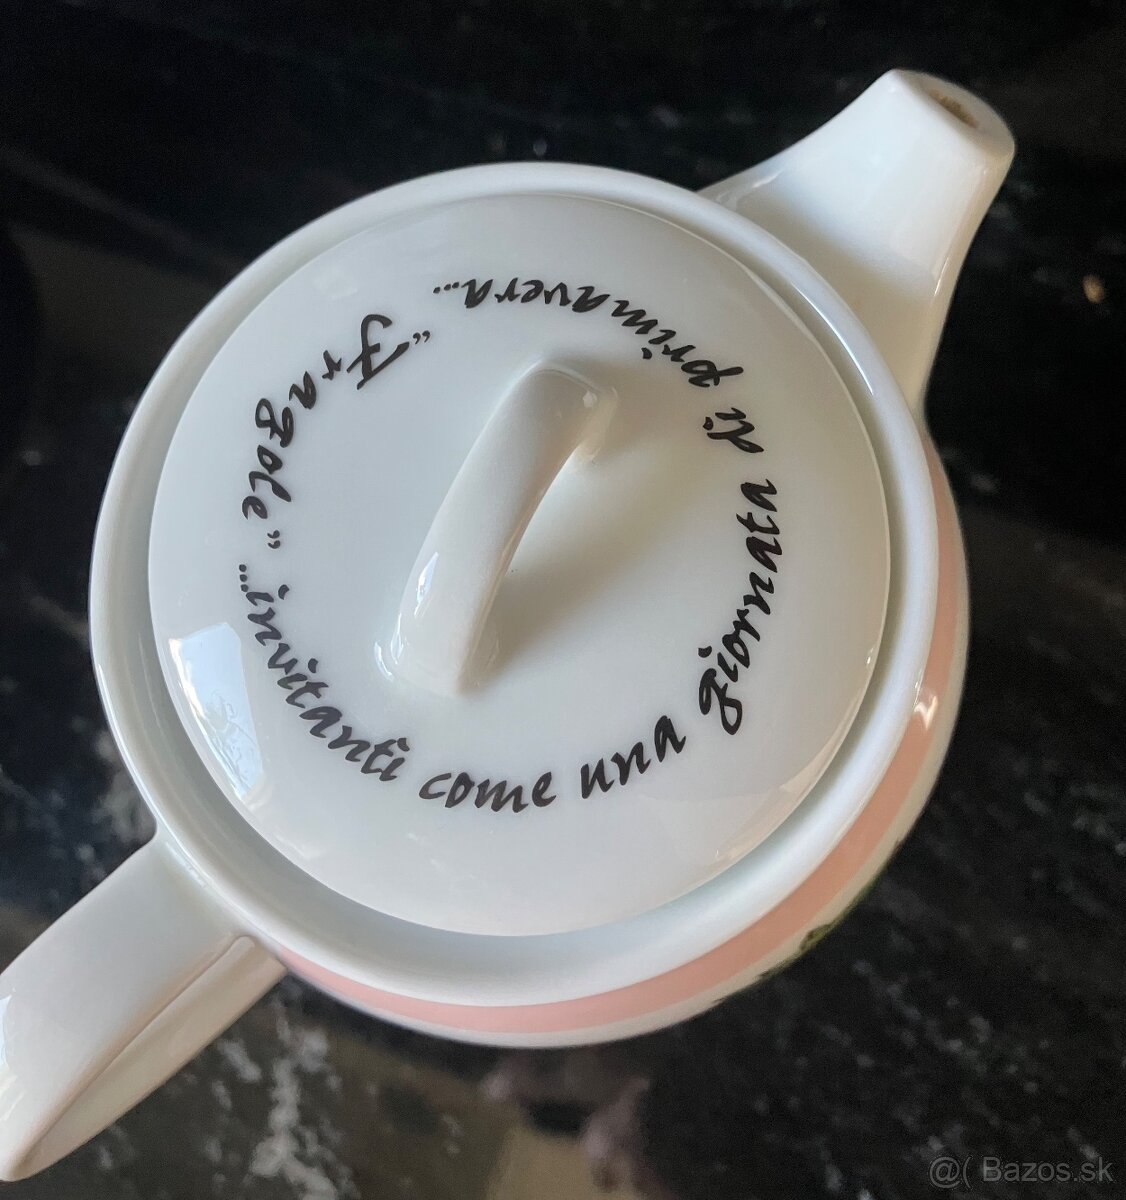 “Fragole” ...invitanti come una giornata di primavera...
@( Bazos.sk